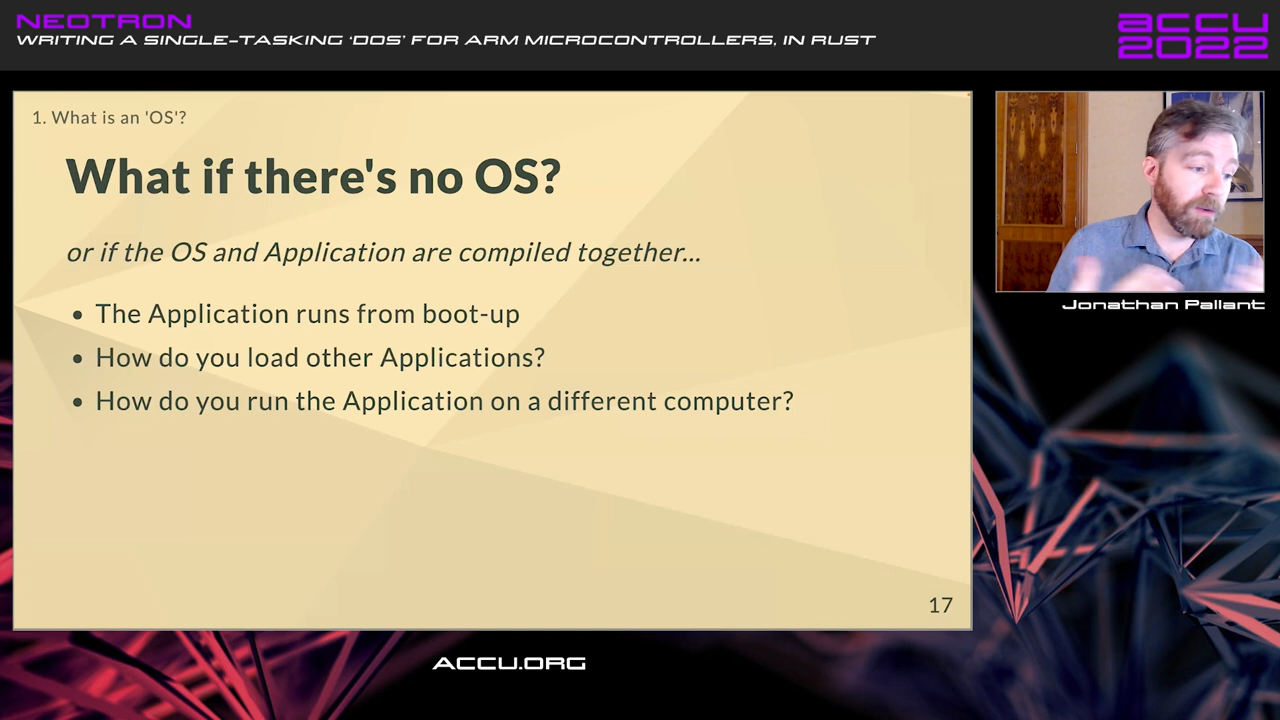 NEOTRON
WRITING A SINGLE-TASKING 'DOS' FOR ARM MICROCONTROLLERS, IN RUST
ACCU
2022
1. What is an 'OS'?
What if there's no OS?
or if the OS and Application are compiled together...
• The Application runs from boot-up
• How do you load other Applications?
• How do you run the Application on a different computer?
17
Jonathan Pallant
ACCU.ORG